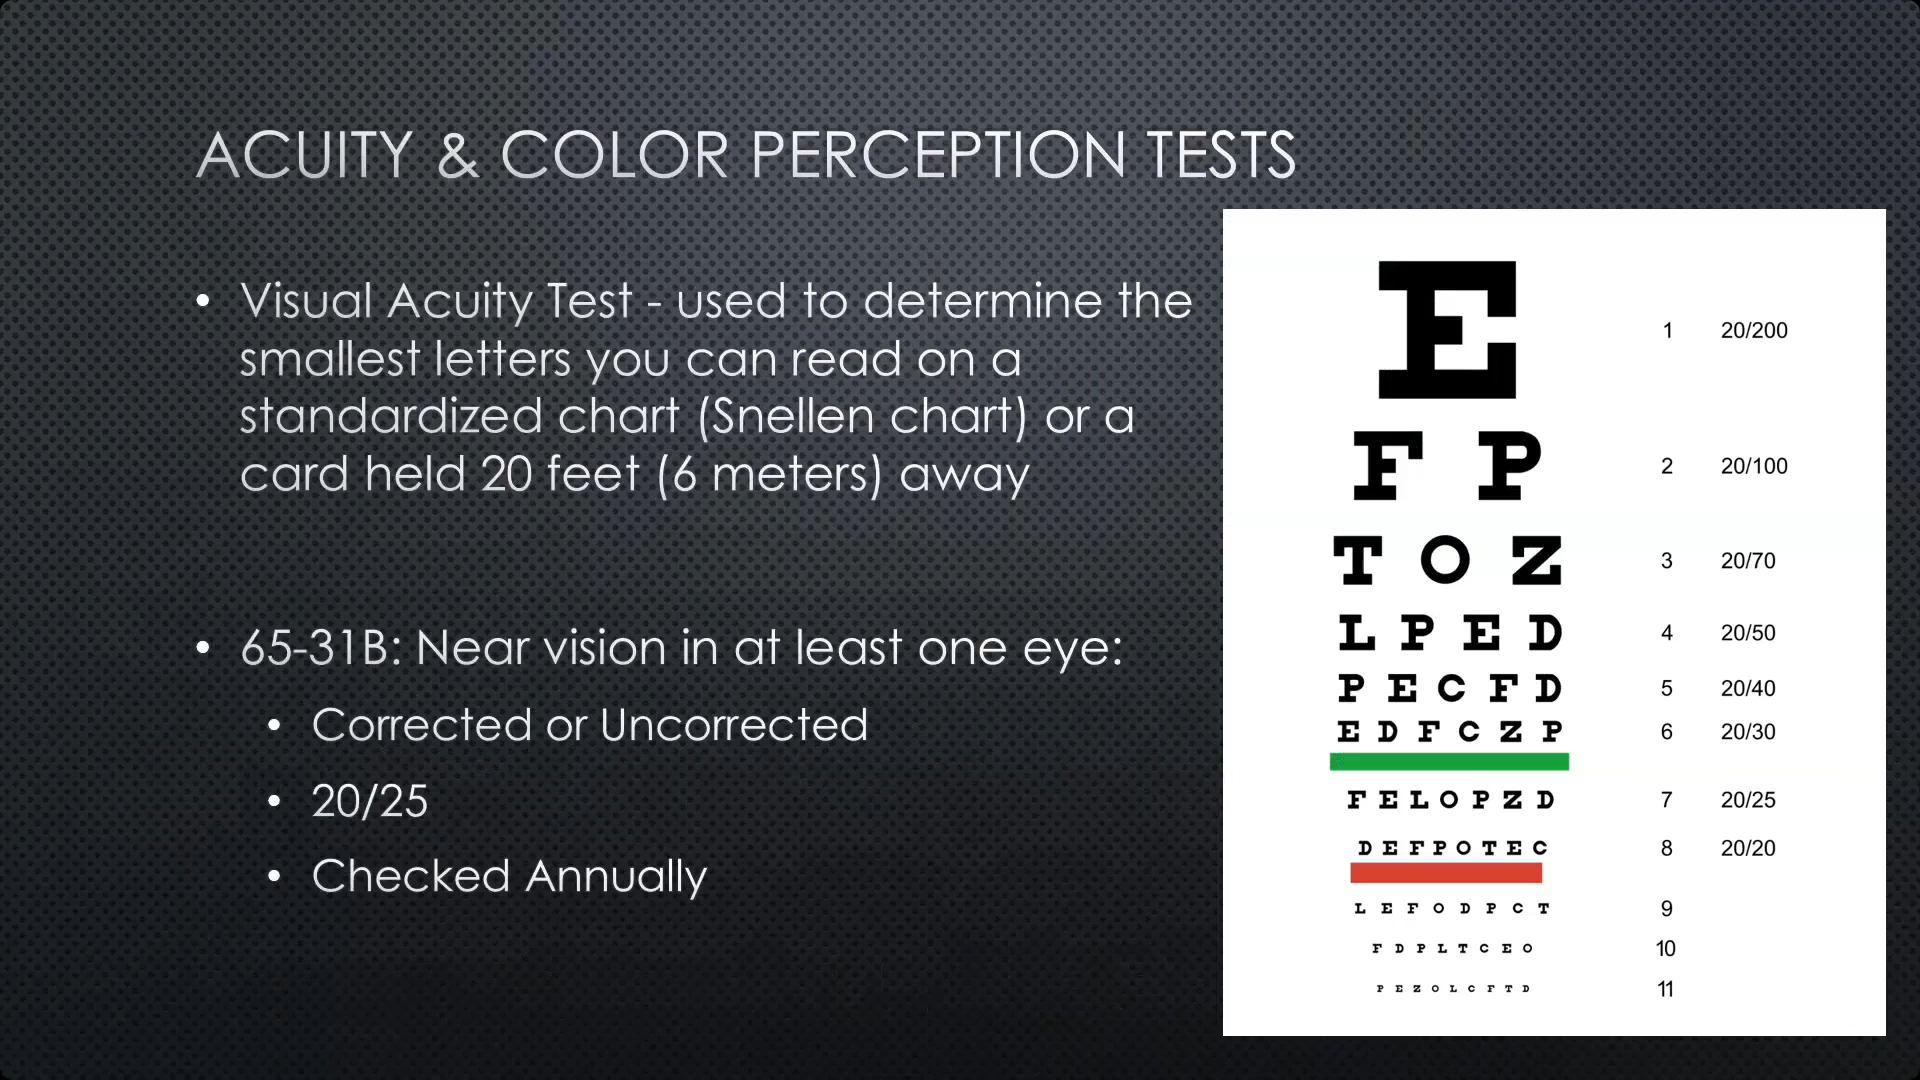 ACUITY & COLOR PERCEPTION TESTS
• Visual Acuity Test - used to determine the
smallest letters you can read on a
standardized chart (Snellen chart) or a
card held 20 feet (6 meters) away
• 65-31B: Near vision in at least one eye:
• Corrected or Uncorrected
• 20/25
• Checked Annually
E 1 20/200
F P 2 20/100
T O Z 3 20/70
L P E D 4 20/50
P E C F D 5 20/40
E D F C Z P 6 20/30
F E L O P Z D 7 20/25
D E F P O T E C 8 20/20
L E F O D P C T 9
F D P L T C E O 10
P E Z O L C F T D 11